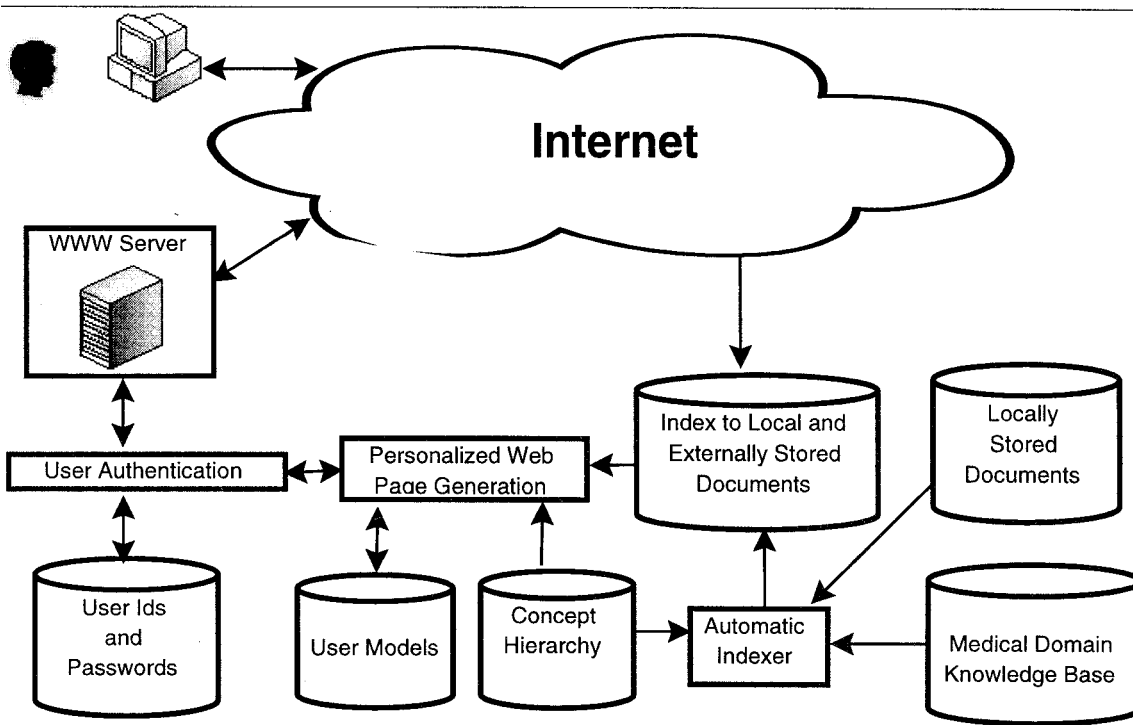 Internet
WWW Server
User Authentication
Personalized Web
Page Generation
Index to Local and
Externally Stored
Documents
Locally
Stored
Documents
User Ids
and
Passwords
User Models
Concept
Hierarchy
Automatic
Indexer
Medical Domain
Knowledge Base